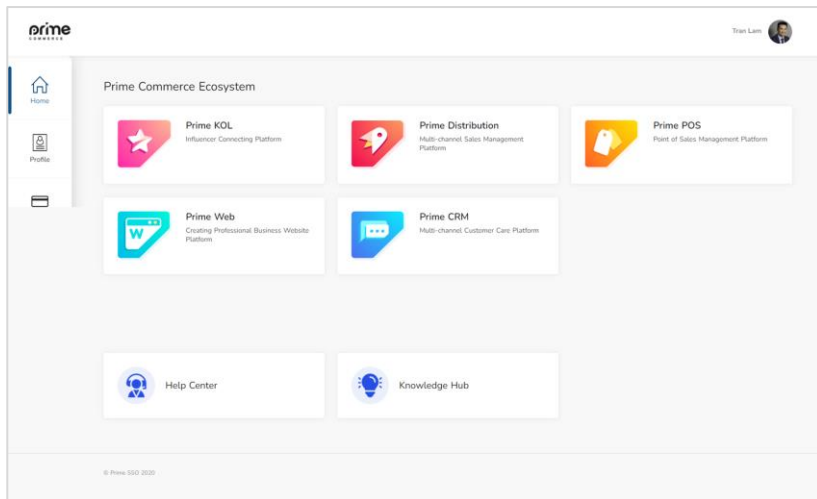 prime
COMMERCE
Tran Lam
Home
Profile
Prime Commerce Ecosystem
Prime KOL
Influencer Connecting Platform
Prime Distribution
Multi-channel Sales Management
Platform
Prime POS
Point of Sales Management Platform
W
Prime Web
Creating Professional Business Website
Platform
Prime CRM
Multi-channel Customer Care Platform
Help Center
Knowledge Hub
© Prime SSO 2020